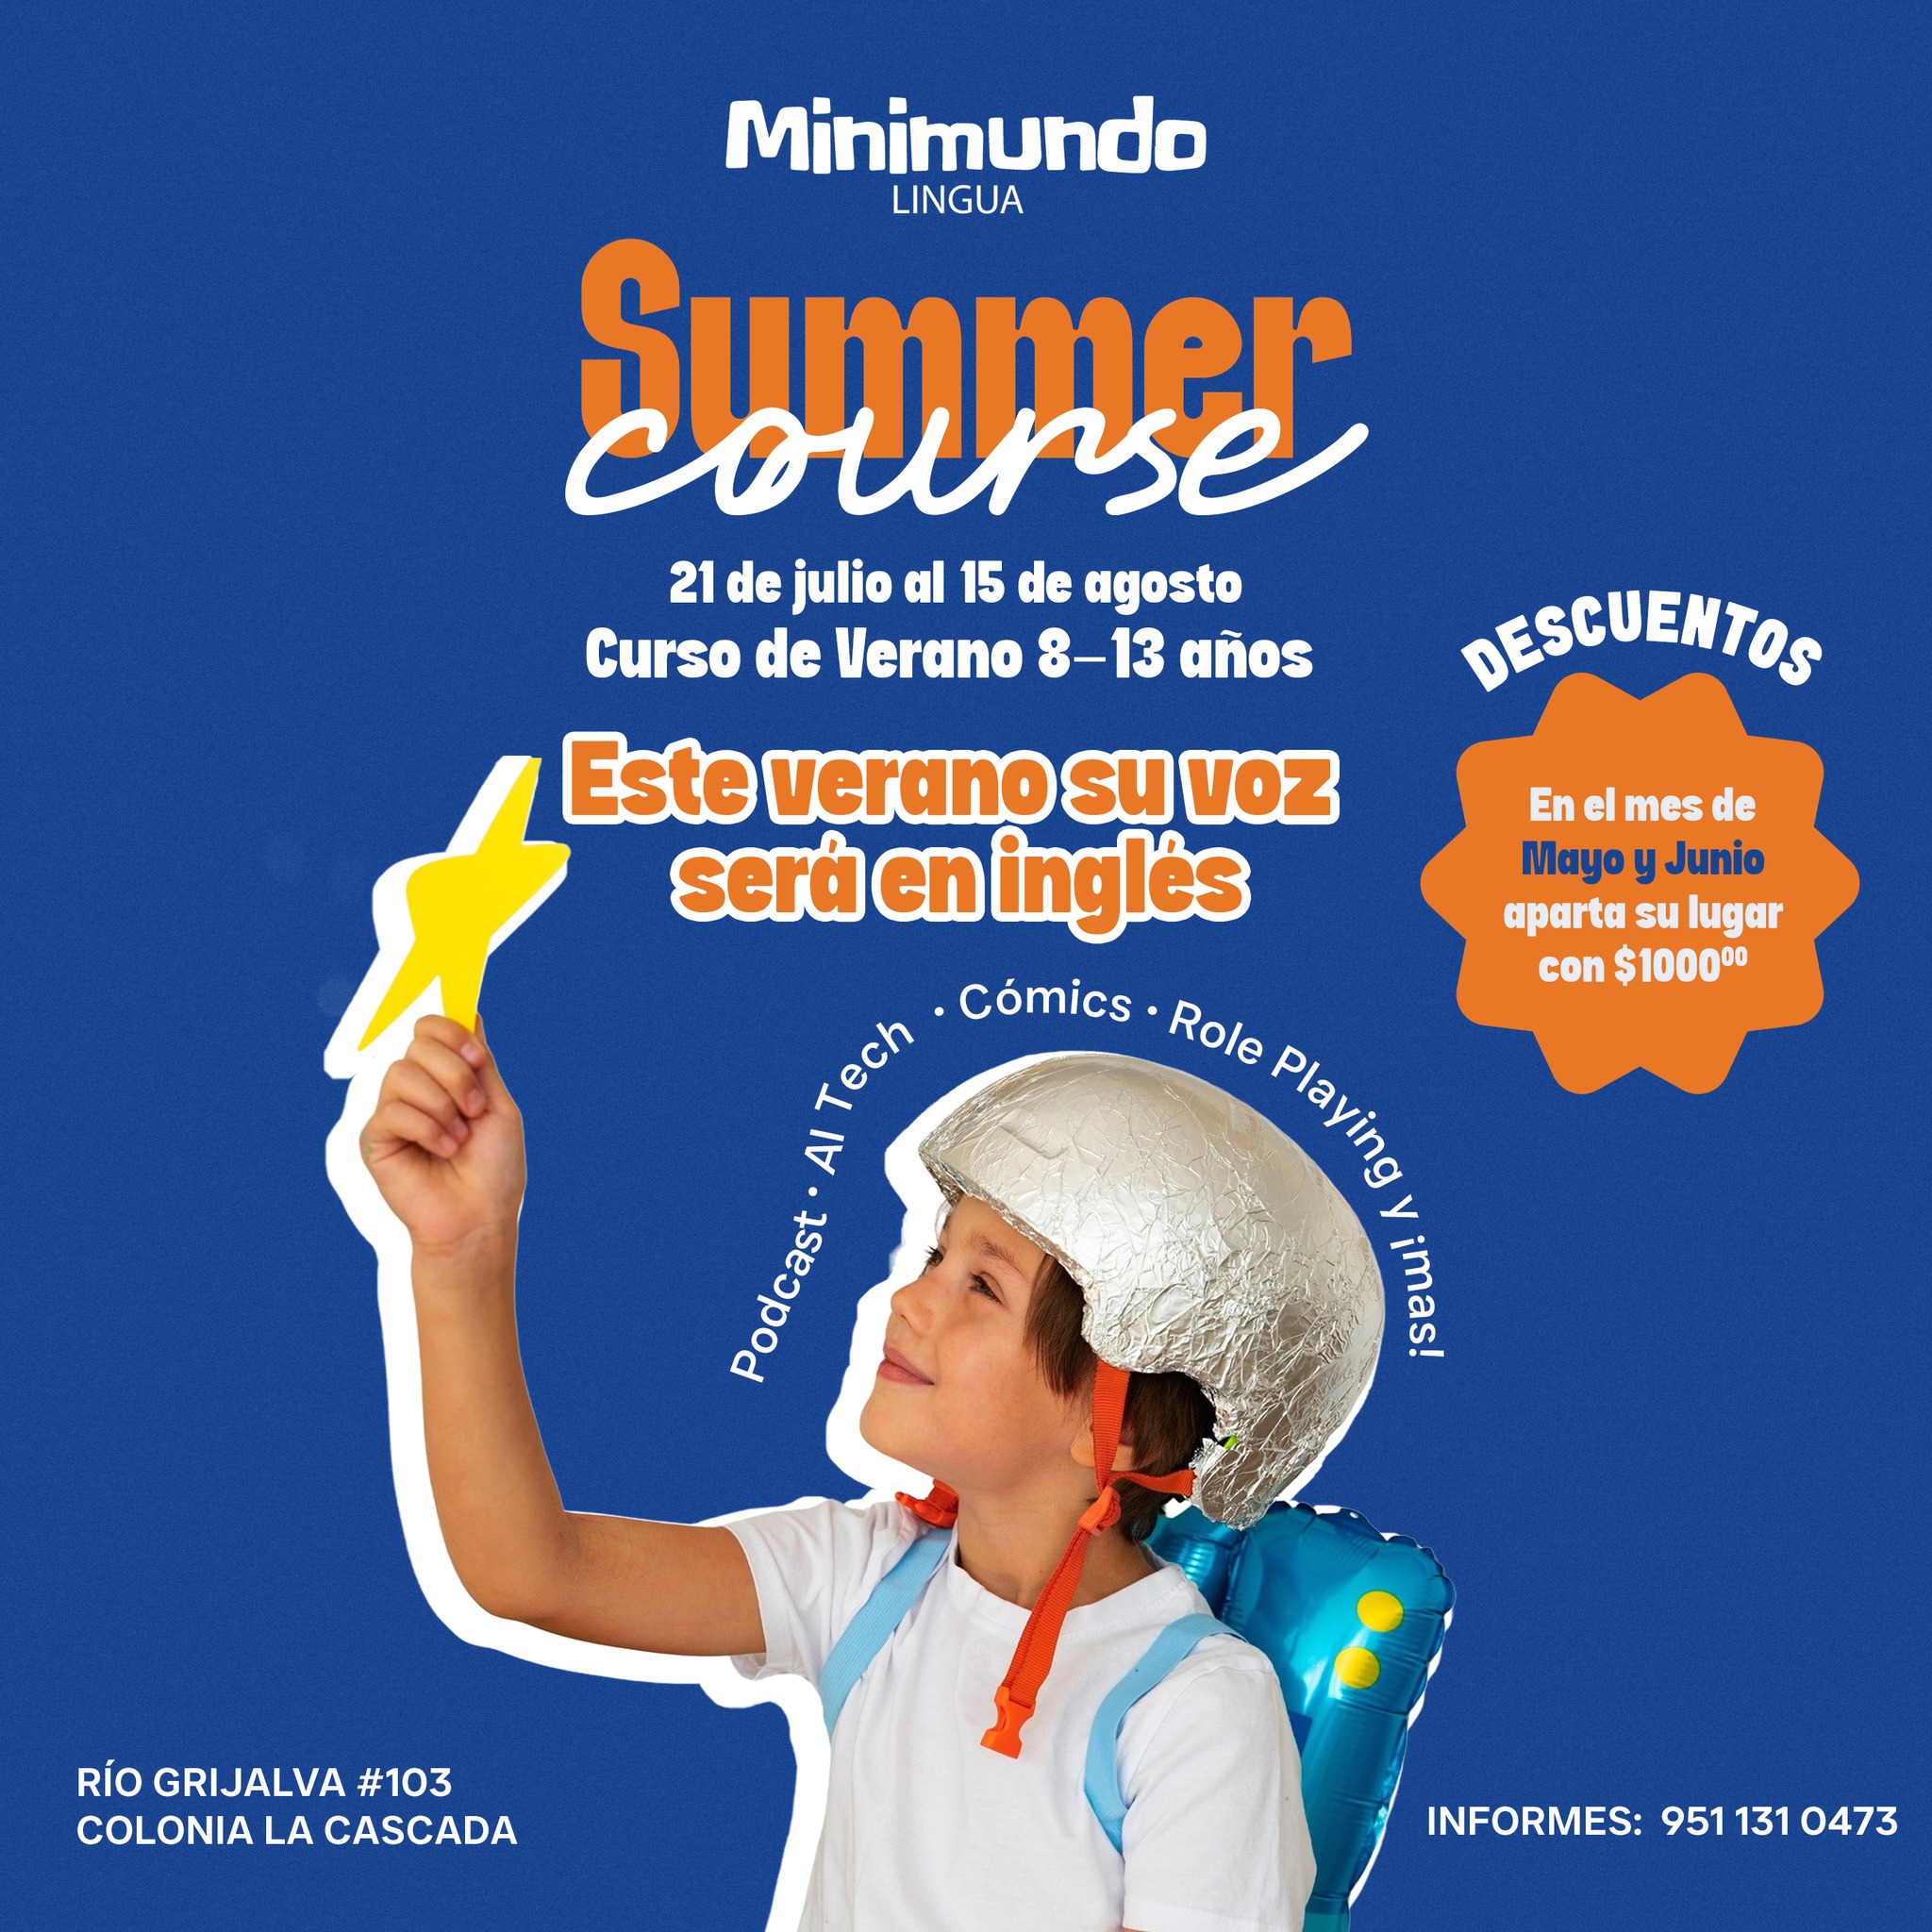 Minimundo
LINGUA
Summer
course
21 de julio al 15 de agosto
Curso de Verano 8–13 años
Este verano su voz
será en inglés
DESCUENTOS
En el mes de
Mayo y Junio
aparta su lugar
con $1000⁰⁰
Podcast · AI Tech · Cómics · Role Playing y ¡mas!
RÍO GRIJALVA #103
COLONIA LA CASCADA
INFORMES: 951 131 0473